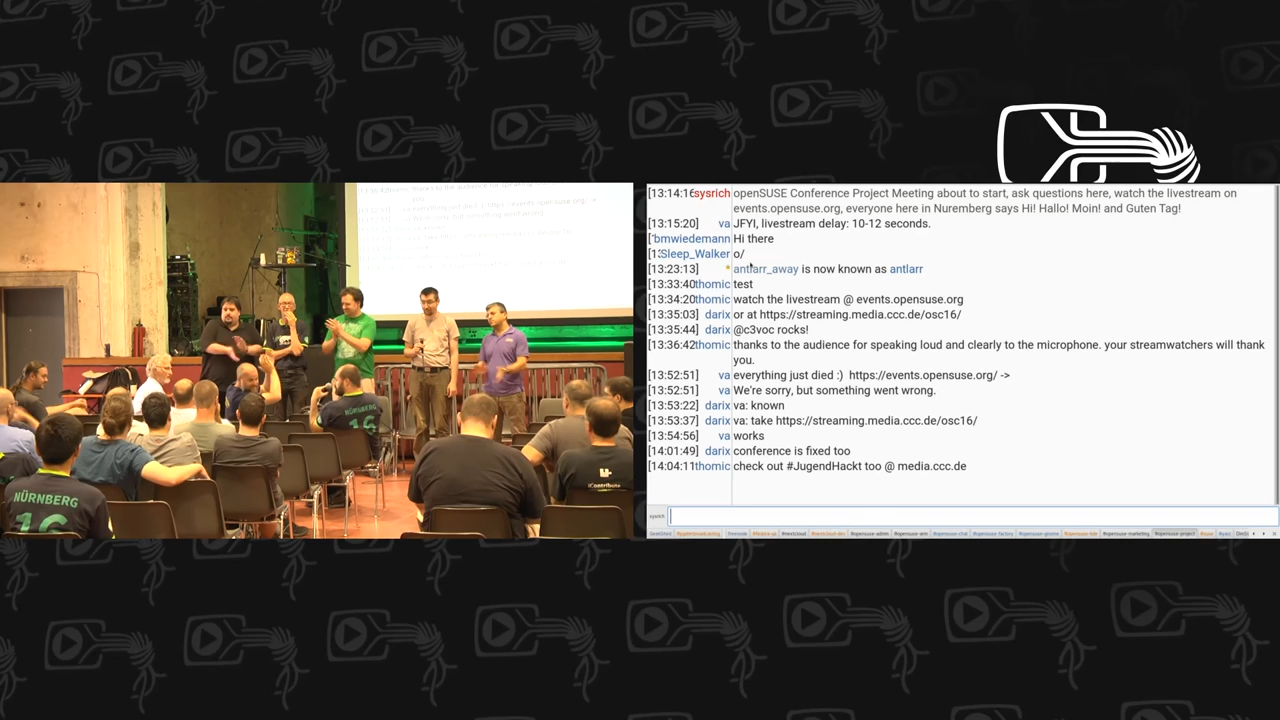 [13:14:16 sysrich openSUSE Conference Project Meeting about to start, ask questions here, watch the livestream on
events.opensuse.org, everyone here in Nuremberg says Hi! Hallo! Moin! and Guten Tag!
[13:15:20] va JFYI, livestream delay: 10-12 seconds.
bmwiedemann Hi there
Sleep_Walker o/
[13:23:13] * antlarr_away is now known as antlarr
[13:33:40 thomic test
[13:34:20 thomic watch the livestream @ events.opensuse.org
[13:35:03] darix or at https://streaming.media.ccc.de/osc16/
[13:35:44] darix @c3voc rocks!
[13:36:42 thomic thanks to the audience for speaking loud and clearly to the microphone. your streamwatchers will thank
you.
[13:52:51] va everything just died :) https://events.opensuse.org/ ->
[13:52:51] va We're sorry, but something went wrong.
[13:53:22] darix va: known
[13:53:37] darix va: take https://streaming.media.ccc.de/osc16/
[13:54:56] va works
[14:01:49] darix conference is fixed too
[14:04:11 thomic check out #JugendHackt too @ media.ccc.de
sysrich
NÜRNBERG
16
NÜRNBERG
16